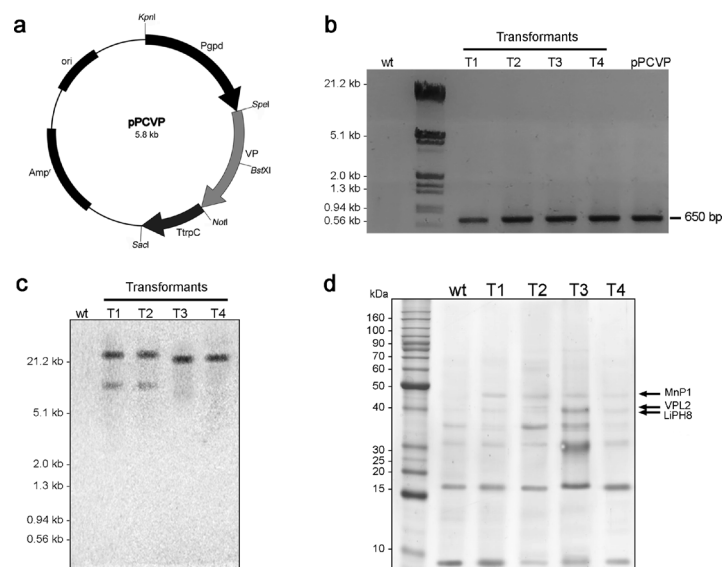 a
KpnI
Pgpd
ori
SpeI
pPCVP
5.8 kb
VP
BstXI
Amp^r
NotI
TtrpC
SacI
b
Transformants
wt T1 T2 T3 T4 pPCVP
21.2 kb
5.1 kb
2.0 kb
1.3 kb
0.94 kb
0.56 kb
650 bp
c
Transformants
wt T1 T2 T3 T4
21.2 kb
5.1 kb
2.0 kb
1.3 kb
0.94 kb
0.56 kb
d
kDa wt T1 T2 T3 T4
160
100
90
80
70
60
50
40
30
25
20
15
10
MnP1
VPL2
LiPH8